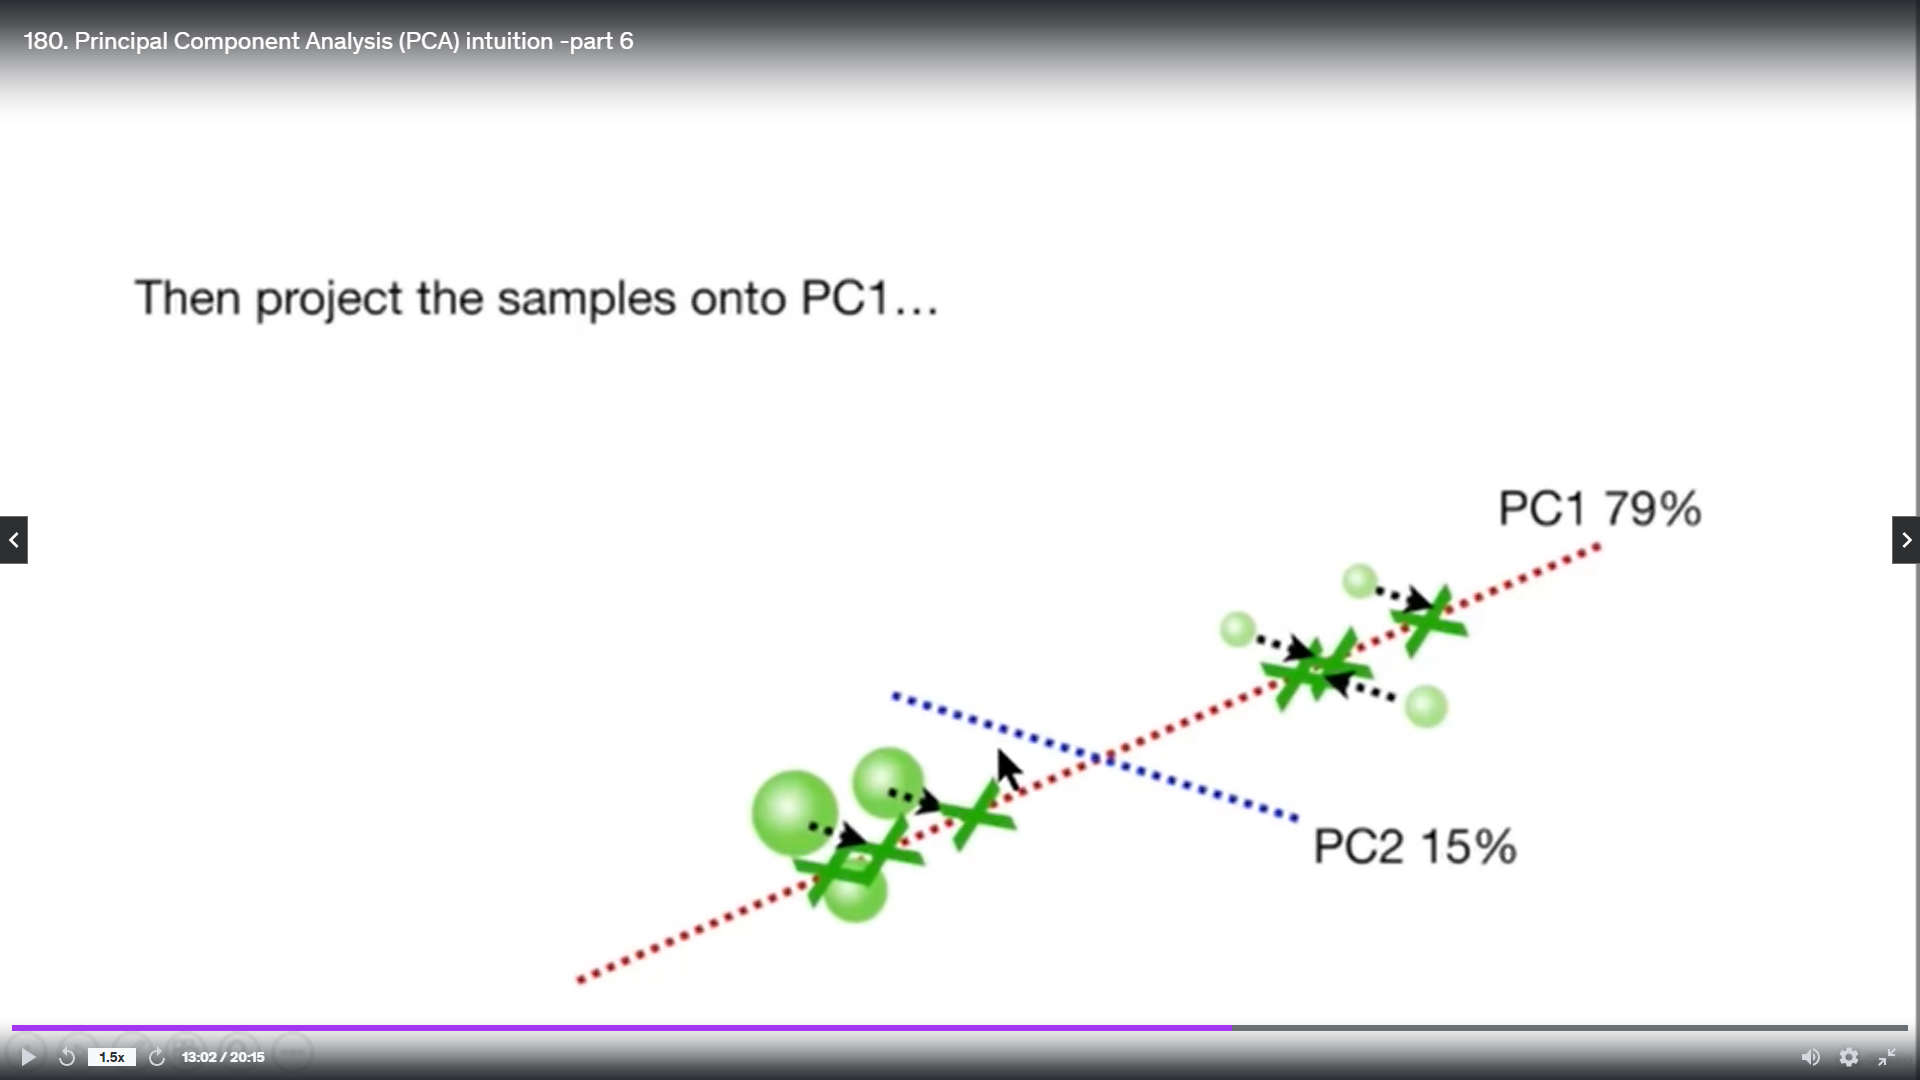 180. Principal Component Analysis (PCA) intuition -part 6
Then project the samples onto PC1...
PC1 79%
PC2 15%
1.5x
13:02 / 20:15